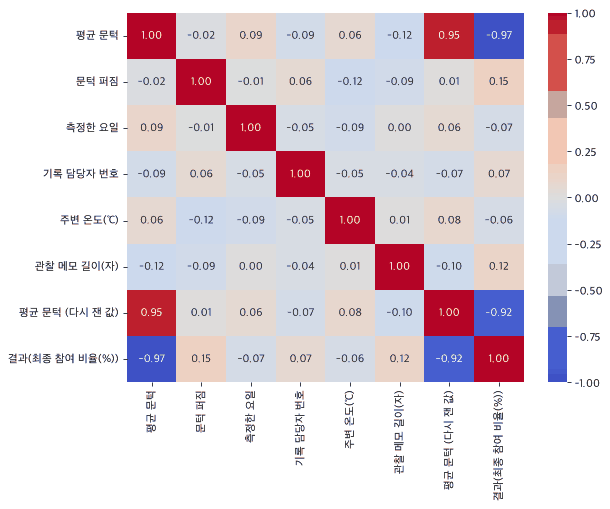 평균 문턱 1.00 -0.02 0.09 -0.09 0.06 -0.12 0.95 -0.97
문턱 퍼짐 -0.02 1.00 -0.01 0.06 -0.12 -0.09 0.01 0.15
측정한 요일 0.09 -0.01 1.00 -0.05 -0.09 0.00 0.06 -0.07
기록 담당자 번호 -0.09 0.06 -0.05 1.00 -0.05 -0.04 -0.07 0.07
주변 온도(℃) 0.06 -0.12 -0.09 -0.05 1.00 0.01 0.08 -0.06
관찰 메모 길이(자) -0.12 -0.09 0.00 -0.04 0.01 1.00 -0.10 0.12
평균 문턱 (다시 잰 값) 0.95 0.01 0.06 -0.07 0.08 -0.10 1.00 -0.92
결과(최종 참여 비율(%)) -0.97 0.15 -0.07 0.07 -0.06 0.12 -0.92 1.00
평균 문턱
문턱 퍼짐
측정한 요일
기록 담당자 번호
주변 온도(℃)
관찰 메모 길이(자)
평균 문턱 (다시 잰 값)
결과(최종 참여 비율(%))
1.00
0.75
0.50
0.25
0.00
-0.25
-0.50
-0.75
-1.00